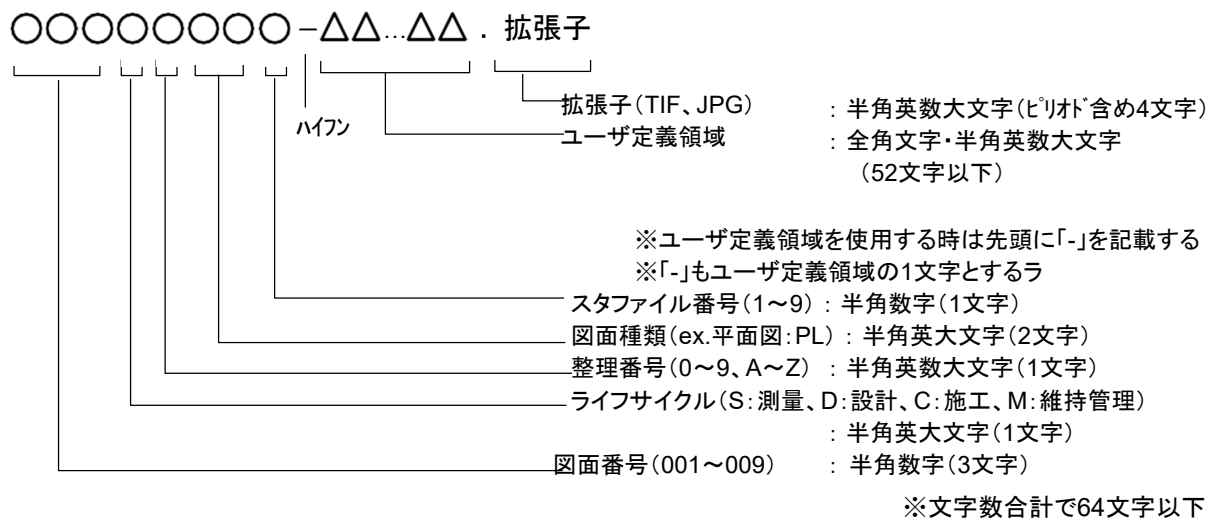 ○○○○○○○○－△△…△△．拡張子
ハイフン
拡張子（TIF、JPG） ：半角英数大文字（ピリオド含め4文字）
ユーザ定義領域 ：全角文字・半角英数大文字
（52文字以下）
※ユーザ定義領域を使用する時は先頭に「-」を記載する
※「-」もユーザ定義領域の1文字とするラ
スタファイル番号（1～9）：半角数字（1文字）
図面種類（ex.平面図：PL）：半角英大文字（2文字）
整理番号（0～9、A～Z）：半角英数大文字（1文字）
ライフサイクル（S：測量、D：設計、C：施工、M：維持管理）
：半角英大文字（1文字）
図面番号（001～009） ：半角数字（3文字）
※文字数合計で64文字以下